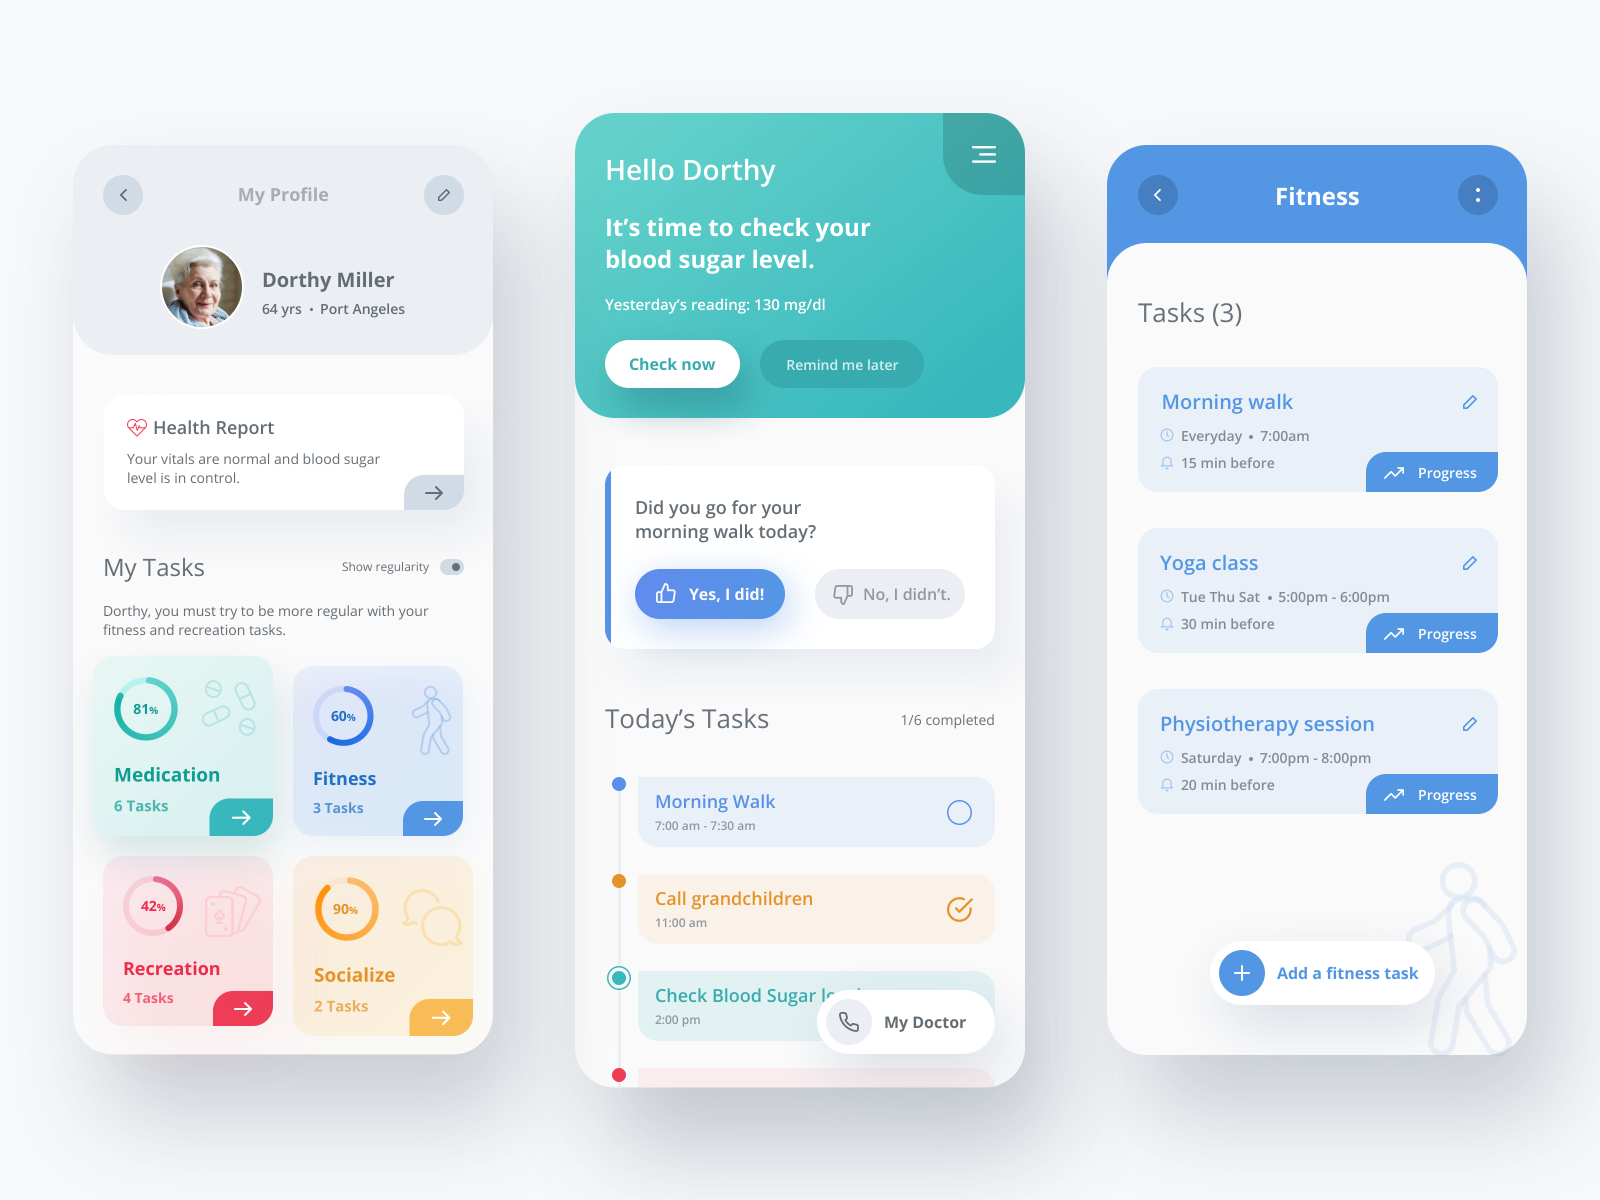 My Profile
Dorthy Miller
64 yrs • Port Angeles
Health Report
Your vitals are normal and blood sugar
level is in control.
My Tasks
Show regularity
Dorthy, you must try to be more regular with your
fitness and recreation tasks.
81%
Medication
6 Tasks
60%
Fitness
3 Tasks
42%
Recreation
4 Tasks
90%
Socialize
2 Tasks
Hello Dorthy
It's time to check your
blood sugar level.
Yesterday's reading: 130 mg/dl
Check now
Remind me later
Did you go for your
morning walk today?
Yes, I did!
No, I didn't.
Today's Tasks
1/6 completed
Morning Walk
7:00 am - 7:30 am
Call grandchildren
11:00 am
Check Blood Sugar
2:00 pm
My Doctor
Fitness
Tasks (3)
Morning walk
Everyday • 7:00am
15 min before
Progress
Yoga class
Tue Thu Sat • 5:00pm - 6:00pm
30 min before
Progress
Physiotherapy session
Saturday • 7:00pm - 8:00pm
20 min before
Progress
Add a fitness task